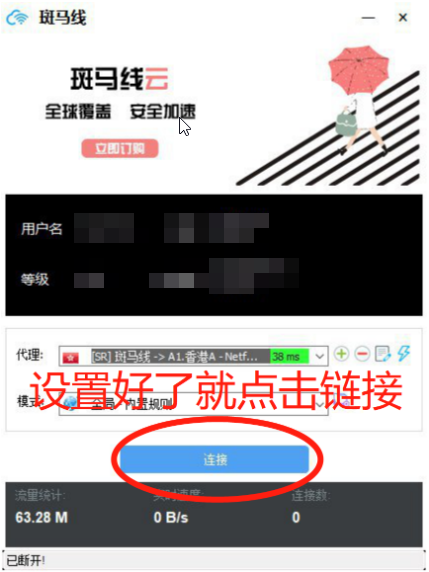 斑马线
斑马线云
全球覆盖 安全加速
立即订购
用户名
等级
代理: [SR] 斑马线 -> A1.香港A - Netf... 38 ms
设置好了就点击链接
模式: 全局 - 内置规则
连接
流量统计: 实时速度: 连接数:
63.28 M 0 B/s 0
已断开!